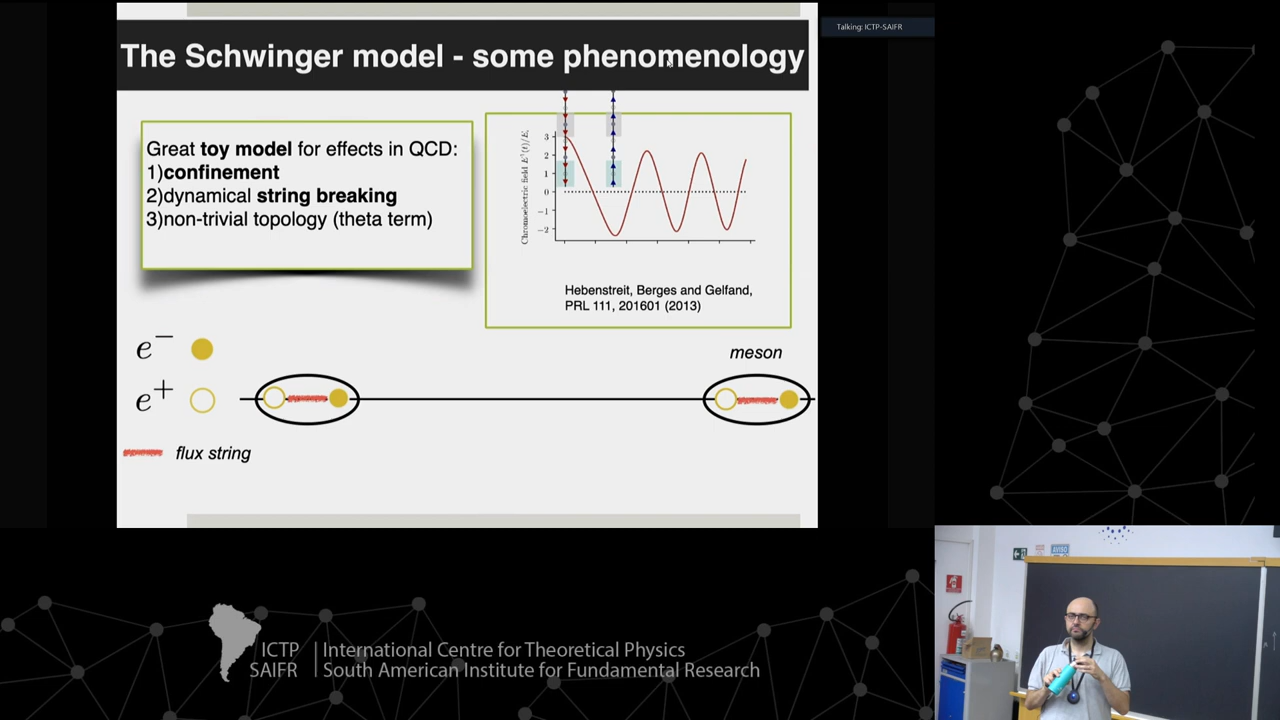 Talking: ICTP-SAIFR
The Schwinger model - some phenomenology
Great toy model for effects in QCD:
1)confinement
2)dynamical string breaking
3)non-trivial topology (theta term)
3
2
1
0
−1
−2
Hebenstreit, Berges and Gelfand,
PRL 111, 201601 (2013)
e−
e+
meson
flux string
AVISO
ICTP
SAIFR
International Centre for Theoretical Physics
South American Institute for Fundamental Research